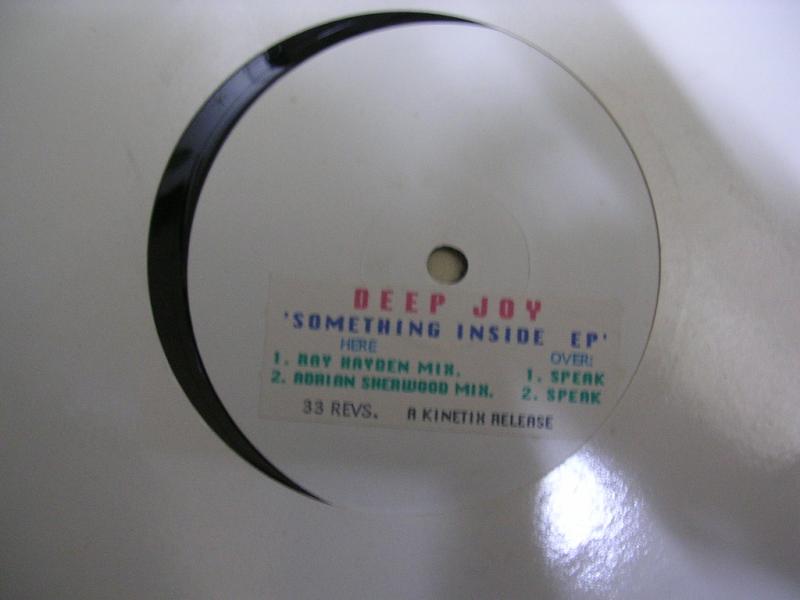 DEEP JOY
'SOMETHING INSIDE EP'
HERE
OVER:
1. RAY HAYDEN MIX.
1. SPEAK
2. ADRIAN SHERWOOD MIX.
2. SPEAK
33 REVS. A KINETIX RELEASE